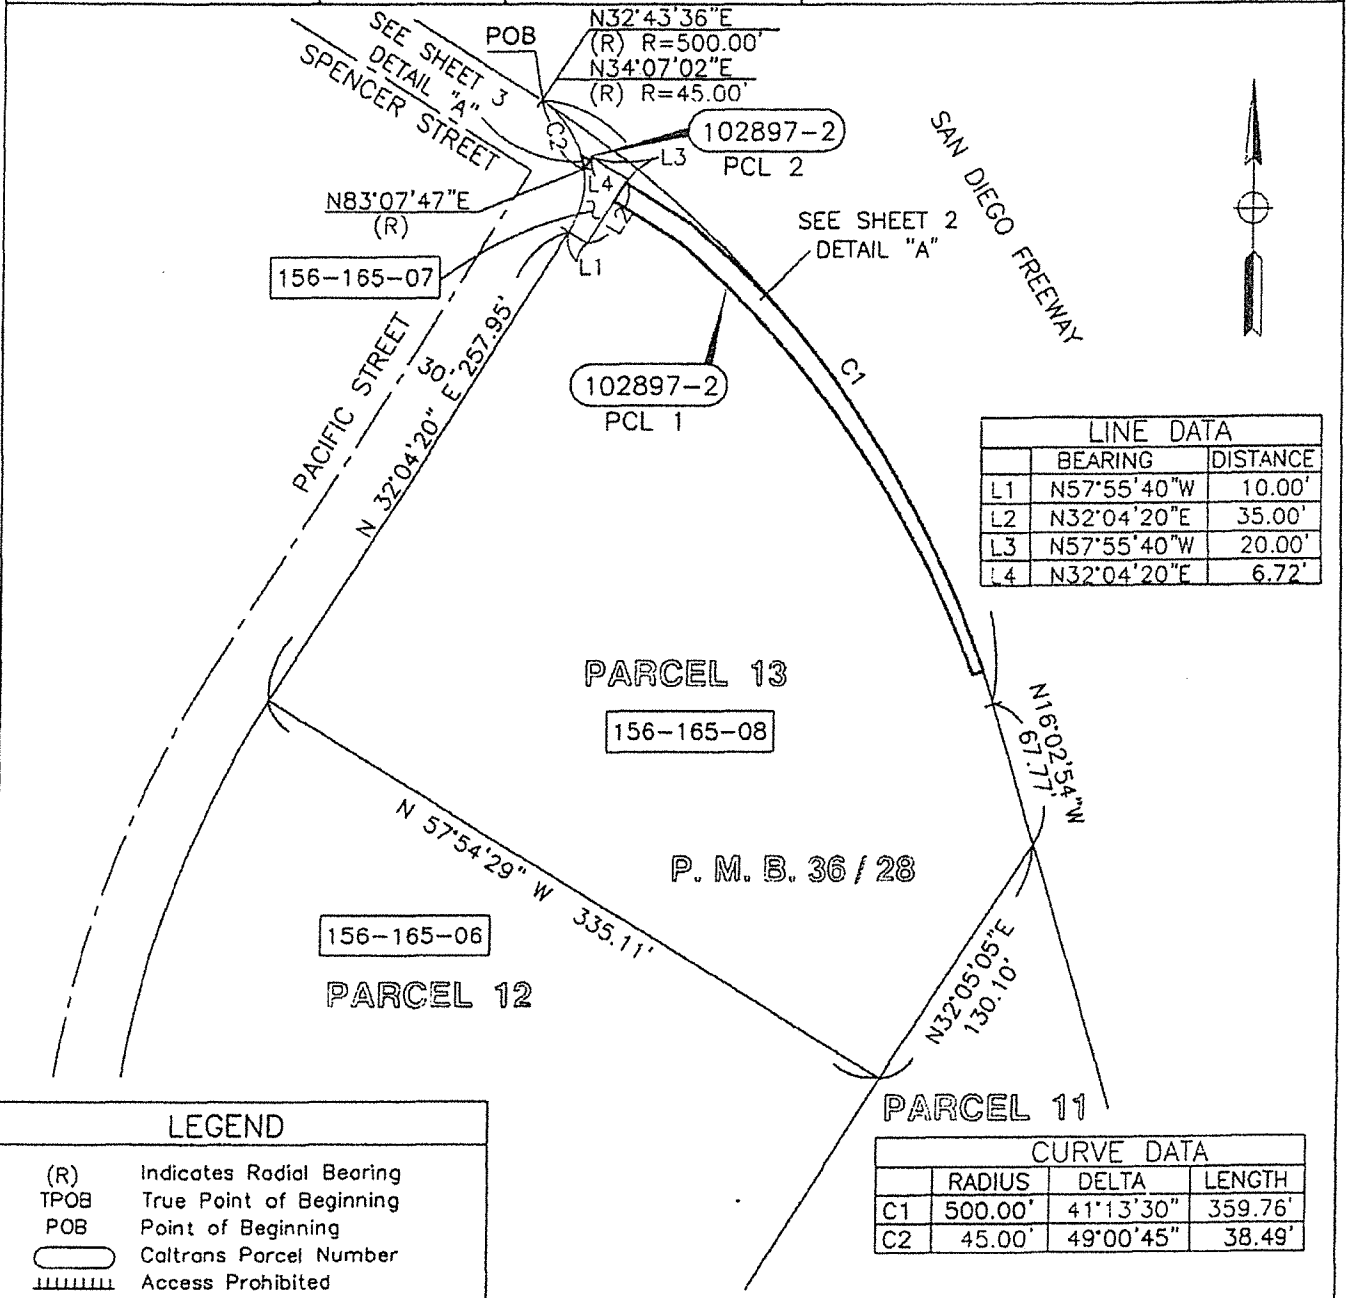 N32°43'36"E
(R) R=500.00'
N34°07'02"E
(R) R=45.00'
POB
SEE SHEET 3
DETAIL "A"
SPENCER STREET
C2
102897-2
PCL 2
L3
L4
L2
L1
N83°07'47"E
(R)
156-165-07
SAN DIEGO FREEWAY
SEE SHEET 2
DETAIL "A"
C1
102897-2
PCL 1
PACIFIC STREET
30'
N 32°04'20" E 257.95'
LINE DATA
BEARING DISTANCE
L1 N57°55'40"W 10.00'
L2 N32°04'20"E 35.00'
L3 N57°55'40"W 20.00'
L4 N32°04'20"E 6.72'
PARCEL 13
156-165-08
N16°02'54"W
67.77'
N 57°54'29" W 335.11'
P. M. B. 36 / 28
156-165-06
PARCEL 12
N32°05'05"E
130.10'
PARCEL 11
LEGEND
(R) Indicates Radial Bearing
TPOB True Point of Beginning
POB Point of Beginning
Caltrans Parcel Number
Access Prohibited
CURVE DATA
RADIUS DELTA LENGTH
C1 500.00' 41°13'30" 359.76'
C2 45.00' 49°00'45" 38.49'